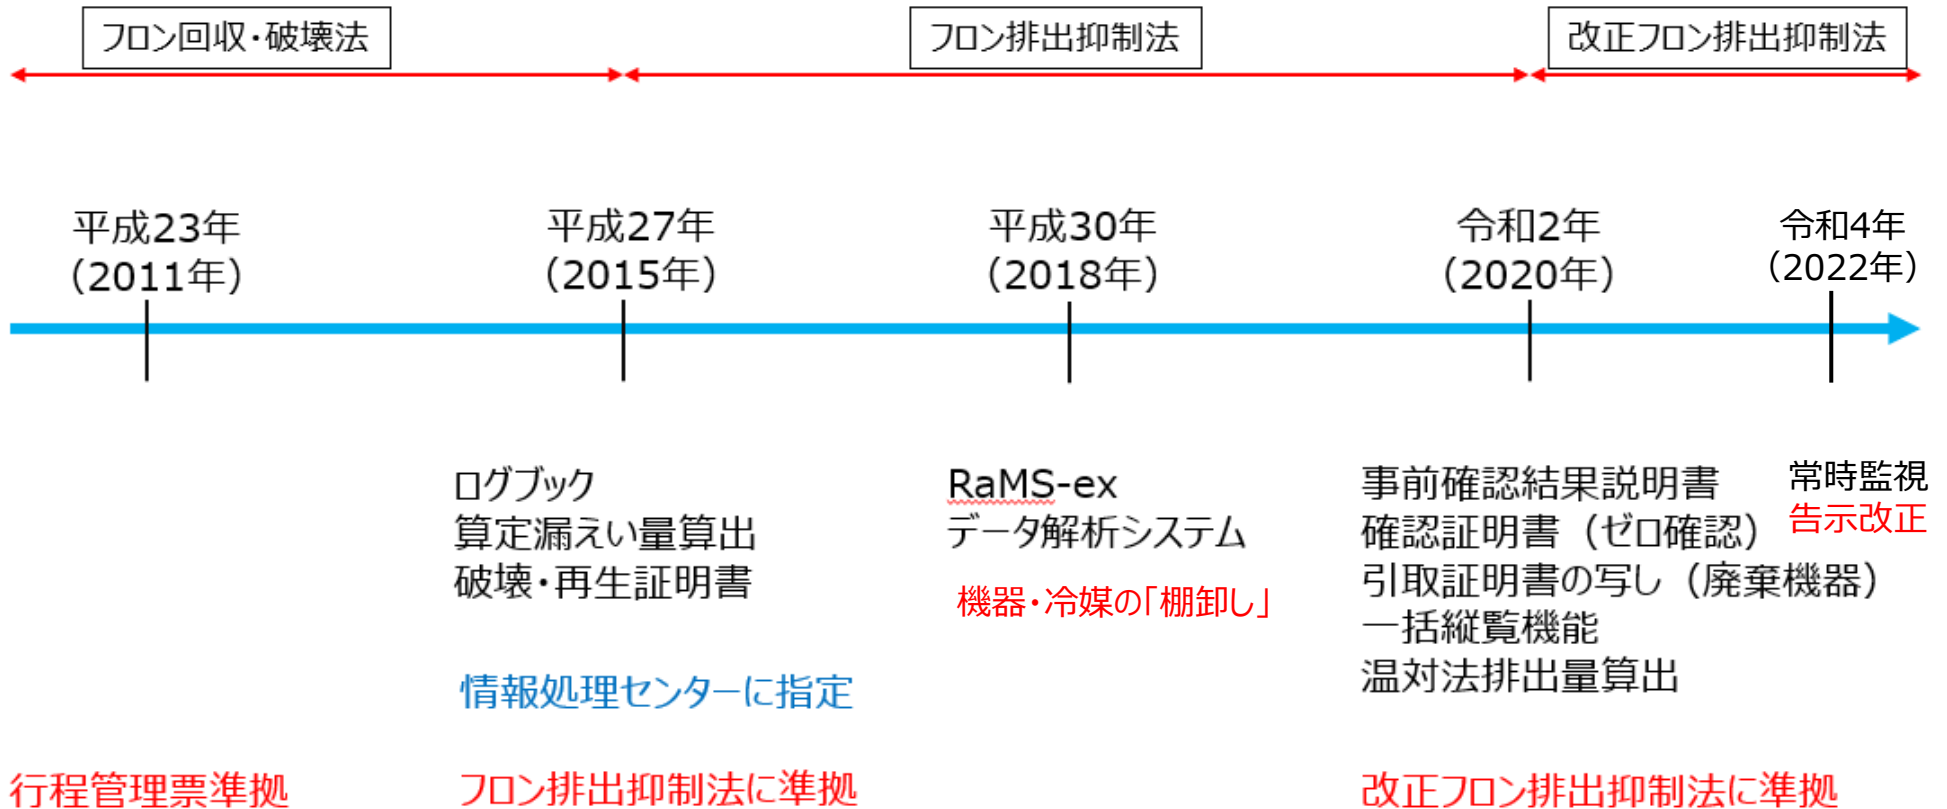 フロン回収・破壊法
フロン排出抑制法
改正フロン排出抑制法
平成23年
（2011年）
平成27年
（2015年）
平成30年
（2018年）
令和2年
（2020年）
令和4年
（2022年）
ログブック
算定漏えい量算出
破壊・再生証明書
情報処理センターに指定
RaMS-ex
データ解析システム
機器・冷媒の「棚卸し」
事前確認結果説明書
確認証明書（ゼロ確認）
引取証明書の写し（廃棄機器）
一括縦覧機能
温対法排出量算出
常時監視
告示改正
行程管理票準拠
フロン排出抑制法に準拠
改正フロン排出抑制法に準拠